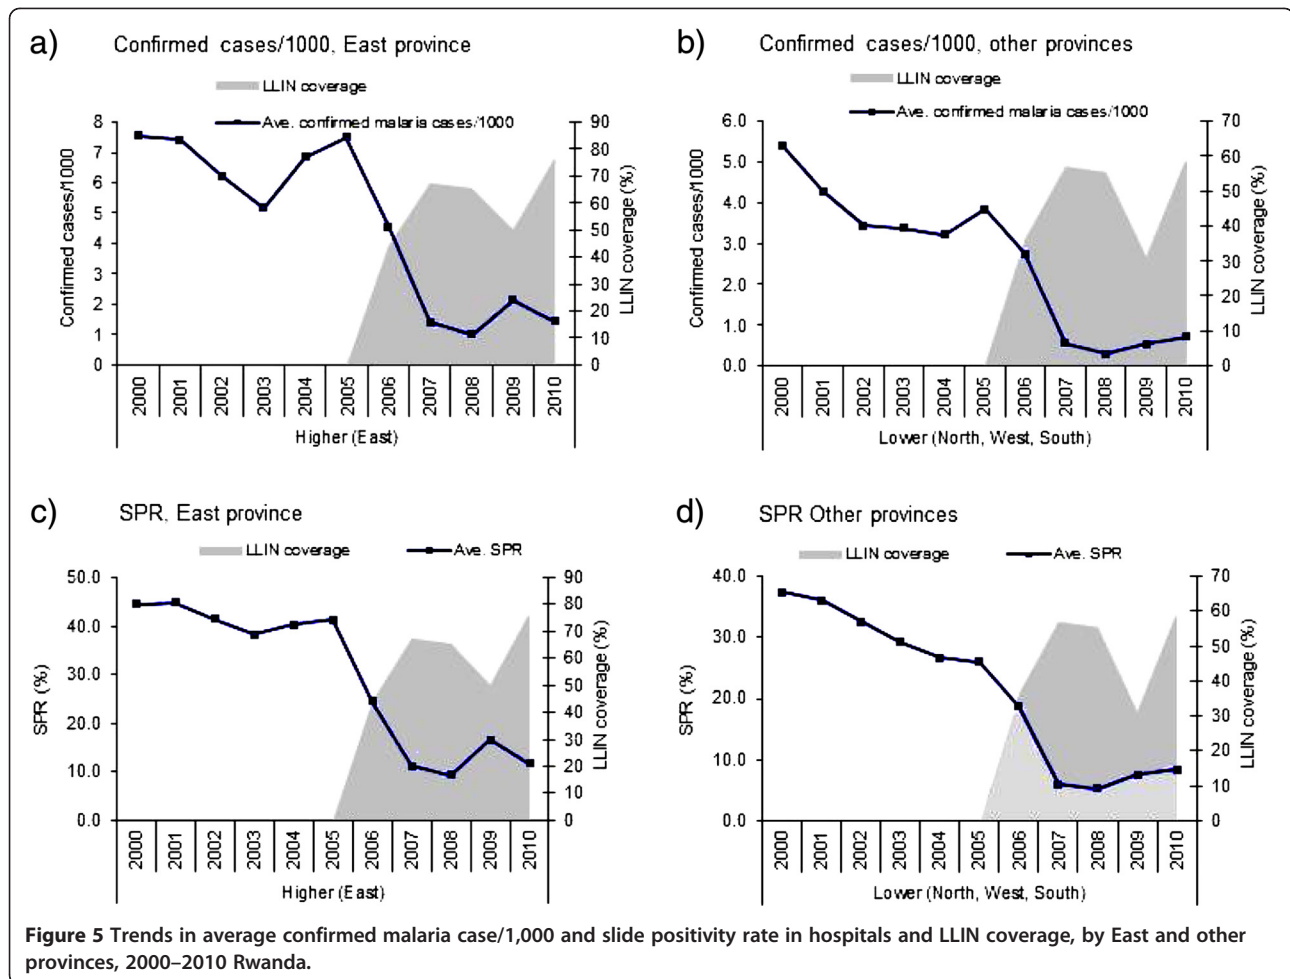 a) Confirmed cases/1000, East province
LLIN coverage
Ave. confirmed malaria cases/1000
8
7
6
5
4
3
2
1
0
Confirmed cases/1000
90
80
70
60
50
40
30
20
10
0
LLIN coverage (%)
2000 2001 2002 2003 2004 2005 2006 2007 2008 2009 2010
Higher (East)
b) Confirmed cases/1000, other provinces
LLIN coverage
Ave. confirmed malaria cases/1000
6.0
5.0
4.0
3.0
2.0
1.0
0.0
Confirmed cases/1000
70
60
50
40
30
20
10
0
LLIN coverage (%)
2000 2001 2002 2003 2004 2005 2006 2007 2008 2009 2010
Lower (North, West, South)
c) SPR, East province
LLIN coverage Ave. SPR
50.0
40.0
30.0
20.0
10.0
0.0
SPR (%)
90
80
70
60
50
40
30
20
10
0
LLIN coverage (%)
2000 2001 2002 2003 2004 2005 2006 2007 2008 2009 2010
Higher (East)
d) SPR Other provinces
LLIN coverage Ave. SPR
40.0
30.0
20.0
10.0
0.0
SPR (%)
70
60
50
40
30
20
10
0
LLIN coverage (%)
2000 2001 2002 2003 2004 2005 2006 2007 2008 2009 2010
Lower (North, West, South)
Figure 5 Trends in average confirmed malaria case/1,000 and slide positivity rate in hospitals and LLIN coverage, by East and other
provinces, 2000–2010 Rwanda.